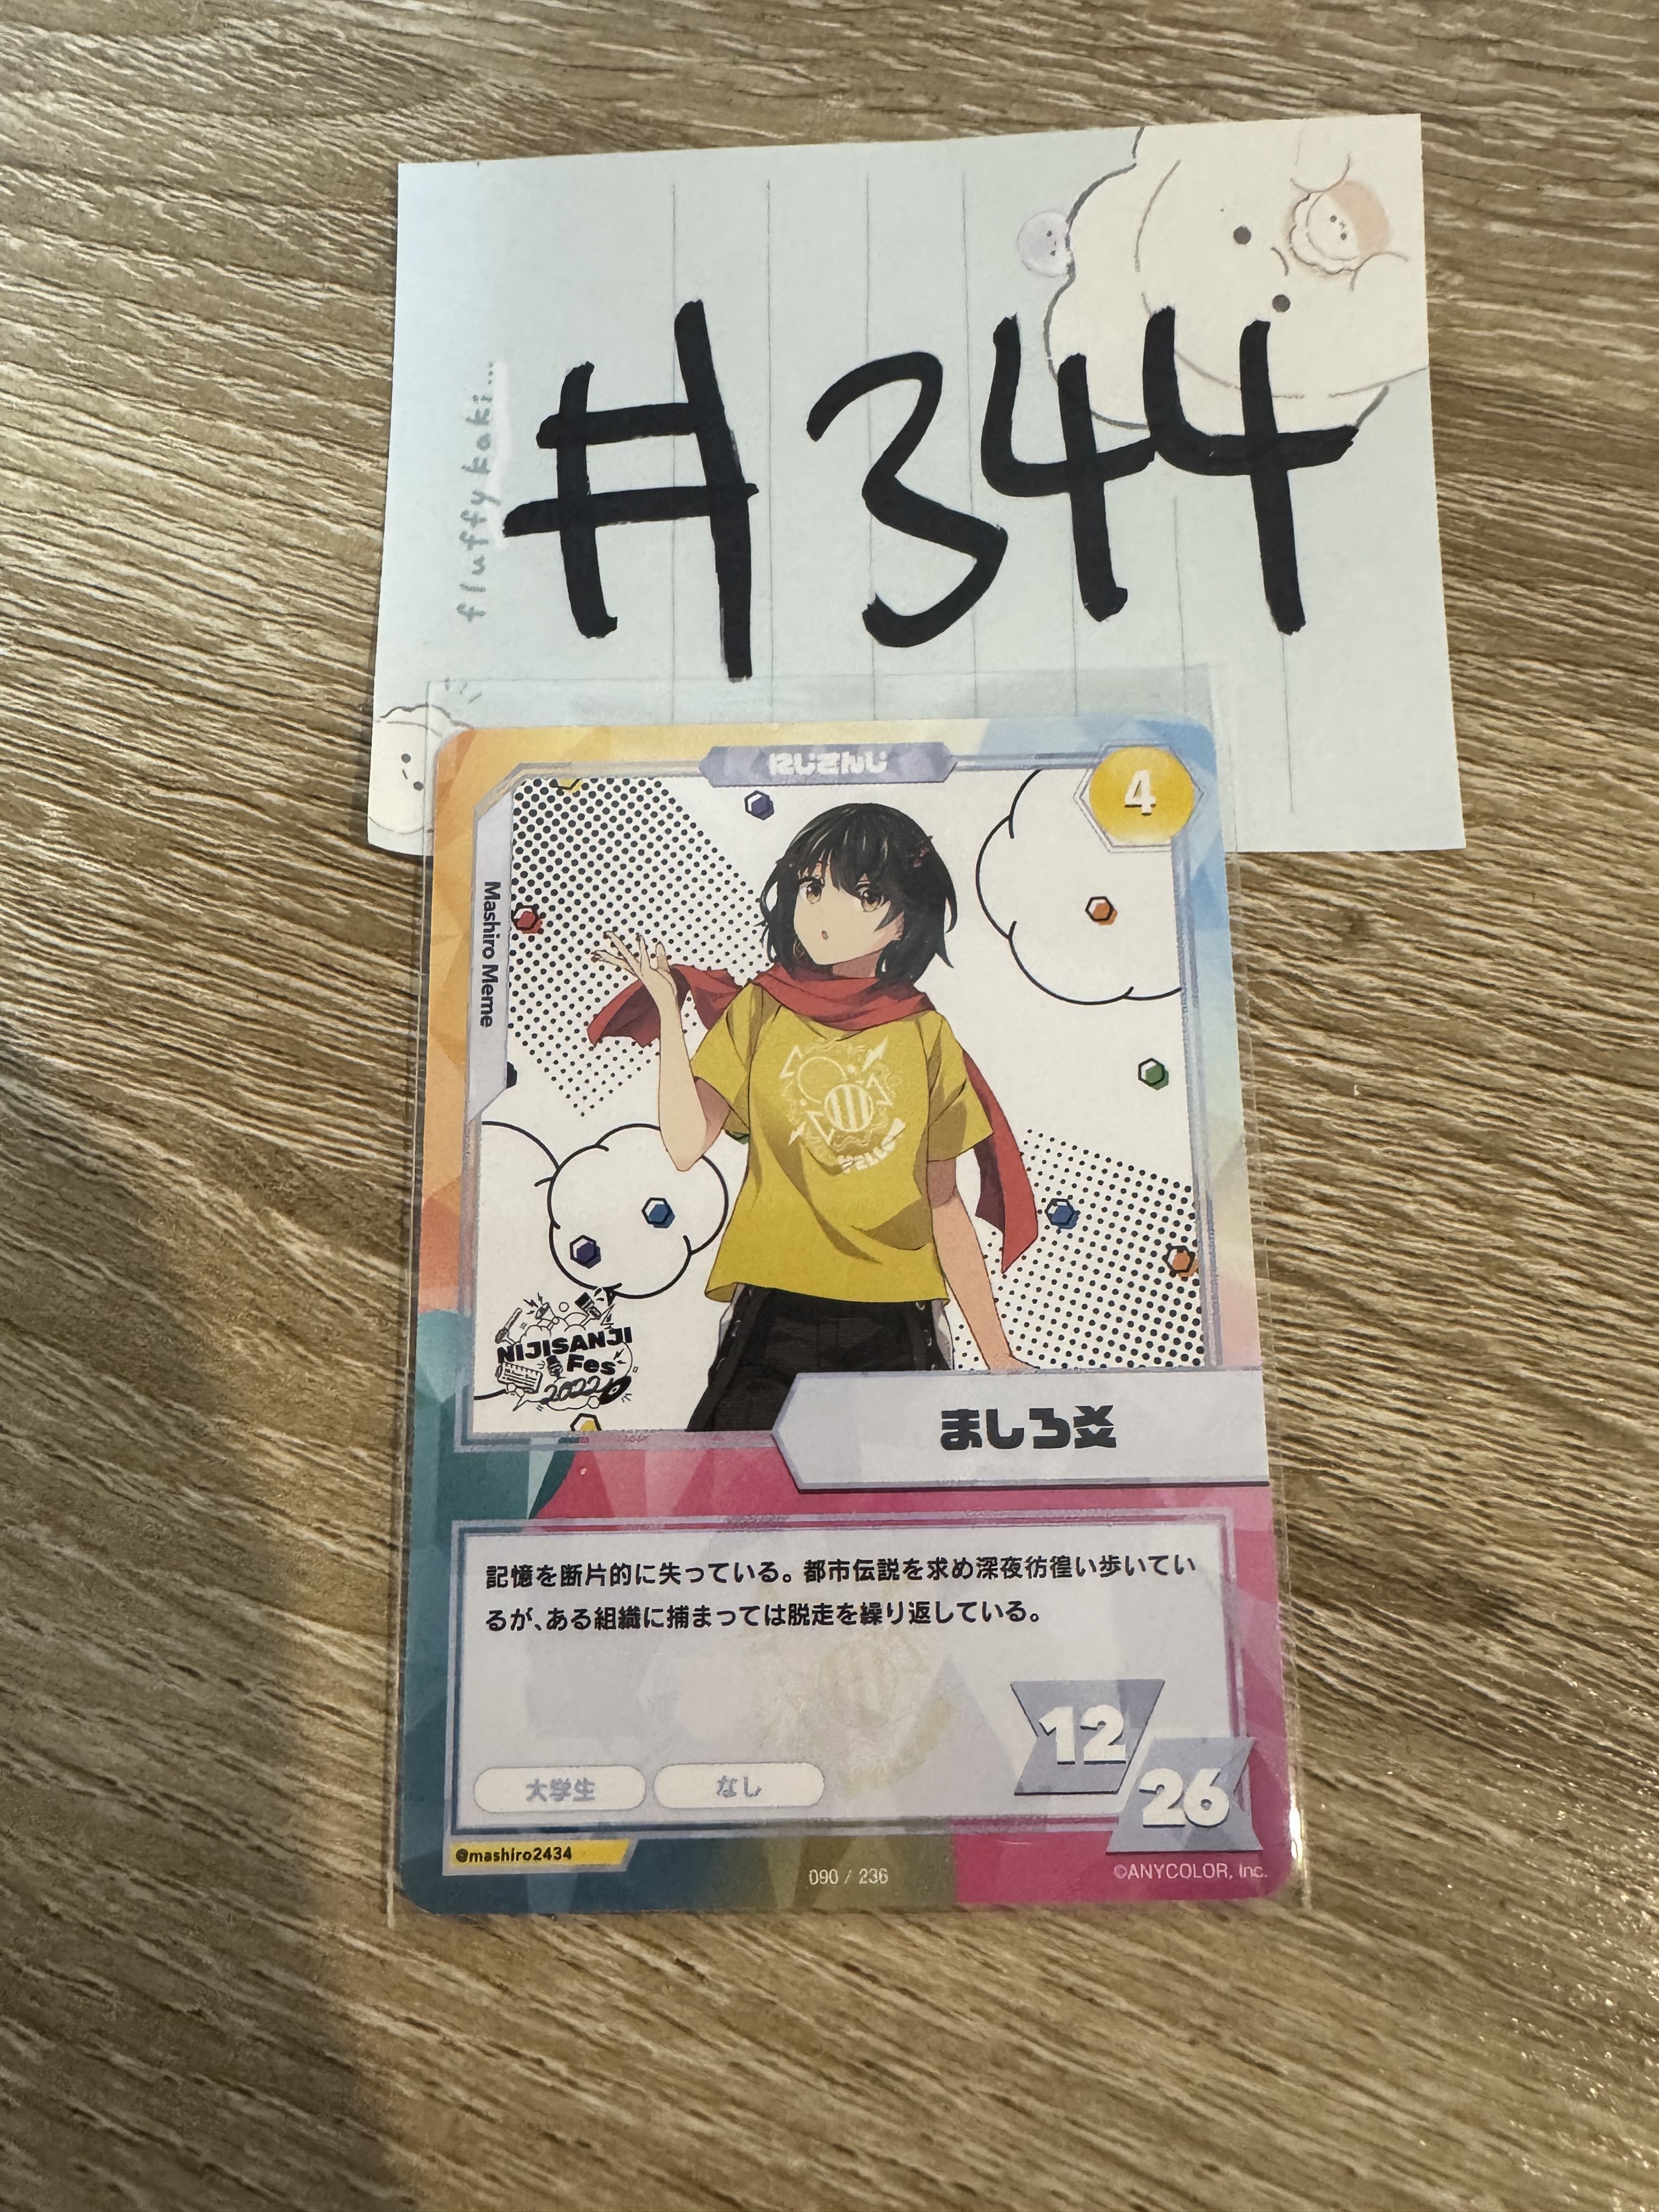 #344
fluffy koki...
にじさんじ
4
Mashiro Meme
HELLO
NIJISANJI
Fes
2022
ましろ爻
記憶を断片的に失っている。都市伝説を求め深夜彷徨い歩いてい
るが、ある組織に捕まっては脱走を繰り返している。
12
26
大学生
なし
@mashiro2434
090 / 236
©ANYCOLOR, Inc.